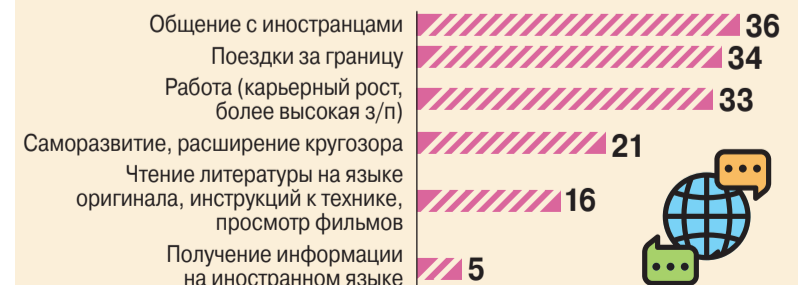 Общение с иностранцами 36
Поездки за границу 34
Работа (карьерный рост,
более высокая з/п) 33
Саморазвитие, расширение кругозора 21
Чтение литературы на языке
оригинала, инструкций к технике, 16
просмотр фильмов
Получение информации
на иностранном языке 5